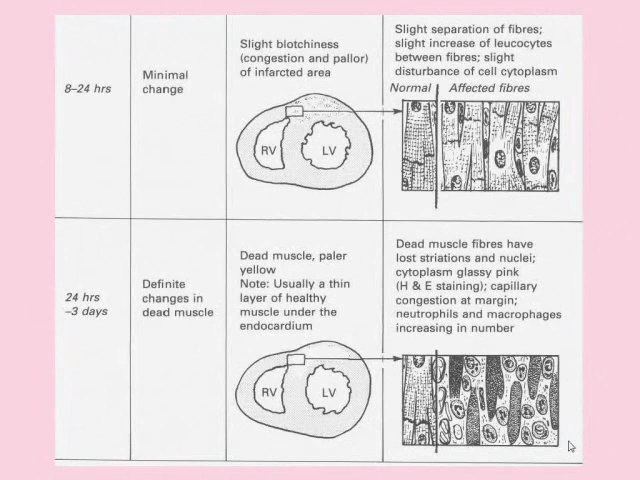 8–24 hrs
Minimal
change
Slight blotchiness
(congestion and pallor)
of infarcted area
RV
LV
Slight separation of fibres;
slight increase of leucocytes
between fibres; slight
disturbance of cell cytoplasm
Normal
Affected fibres
24 hrs
–3 days
Definite
changes in
dead muscle
Dead muscle, paler
yellow
Note: Usually a thin
layer of healthy
muscle under the
endocardium
RV
LV
Dead muscle fibres have
lost striations and nuclei;
cytoplasm glassy pink
(H & E staining); capillary
congestion at margin;
neutrophils and macrophages
increasing in number